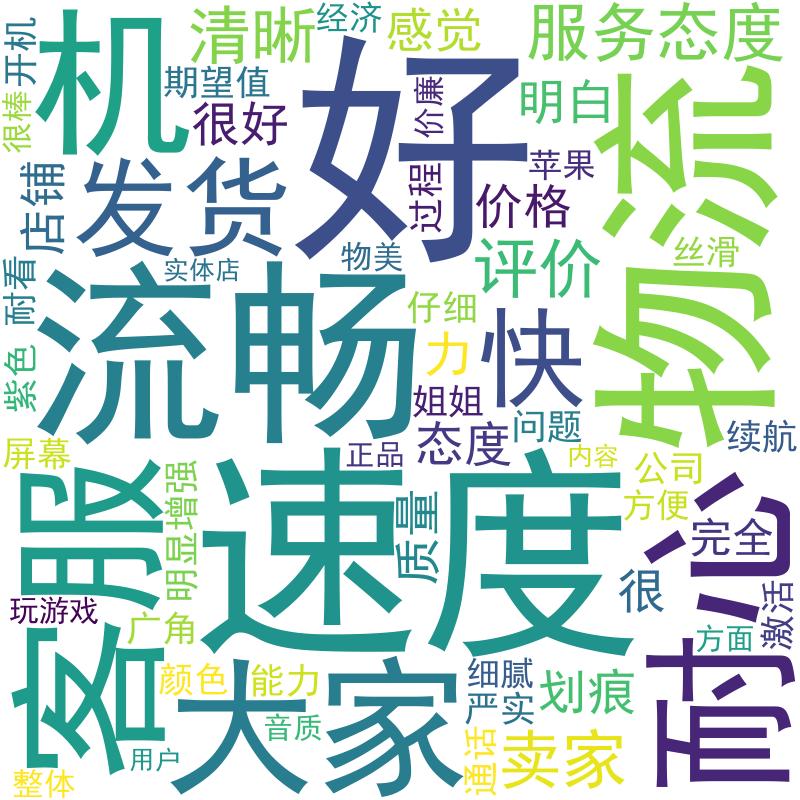 机
清晰
经济
感觉
服务态度
开机
很棒
期望值
很好
好
价廉
明白
物流
店铺
发货
过程
苹果
价格
耐看
实体店
物美
评价
丝滑
流畅
仔细
快
力
紫色
姐姐
态度
问题
续航
屏幕
正品
内容
公司
客服
明显增强
速度
质量
方便
完全
耐心
很
激活
玩游戏
广角
方面
颜色
能力
大家
细腻
严实
划痕
音质
通话
卖家
用户
整体